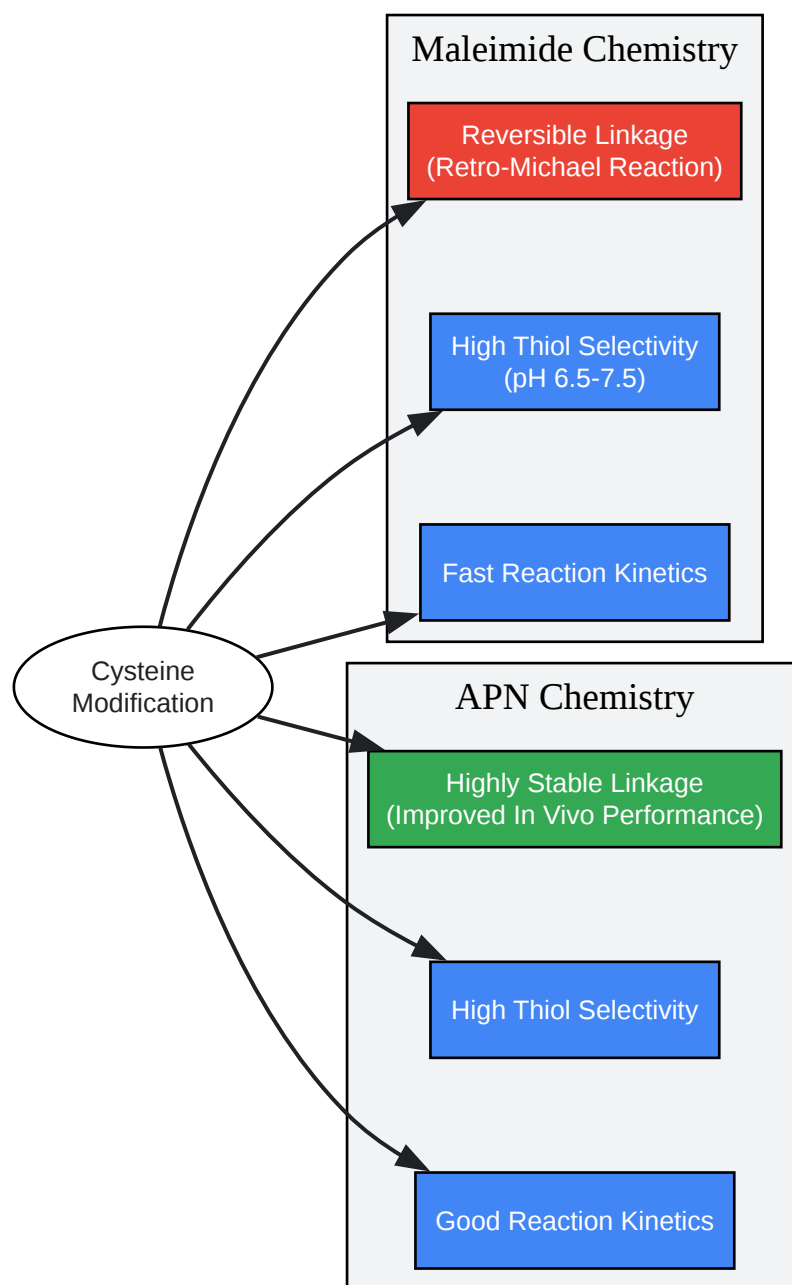 Maleimide Chemistry
Reversible Linkage
(Retro-Michael Reaction)
High Thiol Selectivity
(pH 6.5-7.5)
Fast Reaction Kinetics
Cysteine
Modification
APN Chemistry
Highly Stable Linkage
(Improved In Vivo Performance)
High Thiol Selectivity
Good Reaction Kinetics